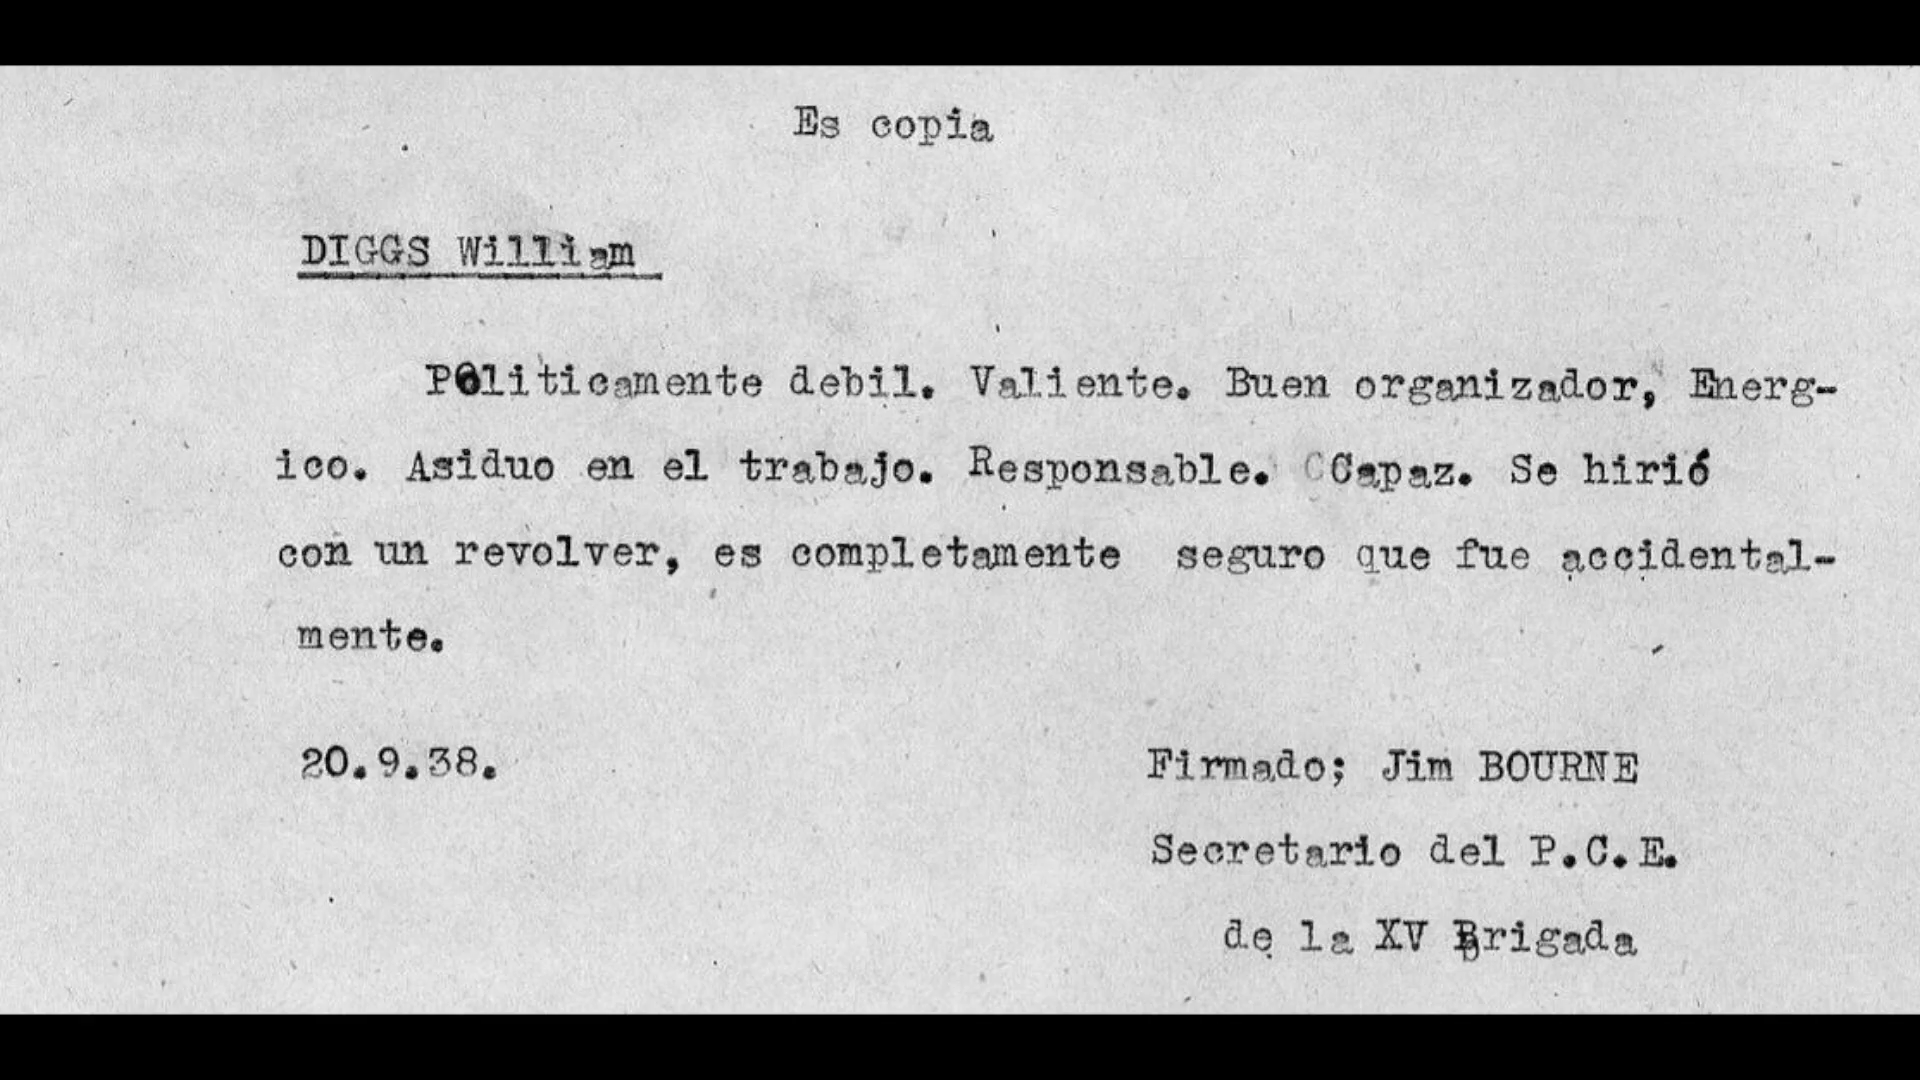 Es copia
DIGGS William
Politicamente debil. Valiente. Buen organizador, Energ-
ico. Asiduo en el trabajo. Responsable. CCapaz. Se hirió
con un revolver, es completamente seguro que fue accidental-
mente.
20.9.38.
Firmado; Jim BOURNE
Secretario del P.C.E.
de la XV Brigada